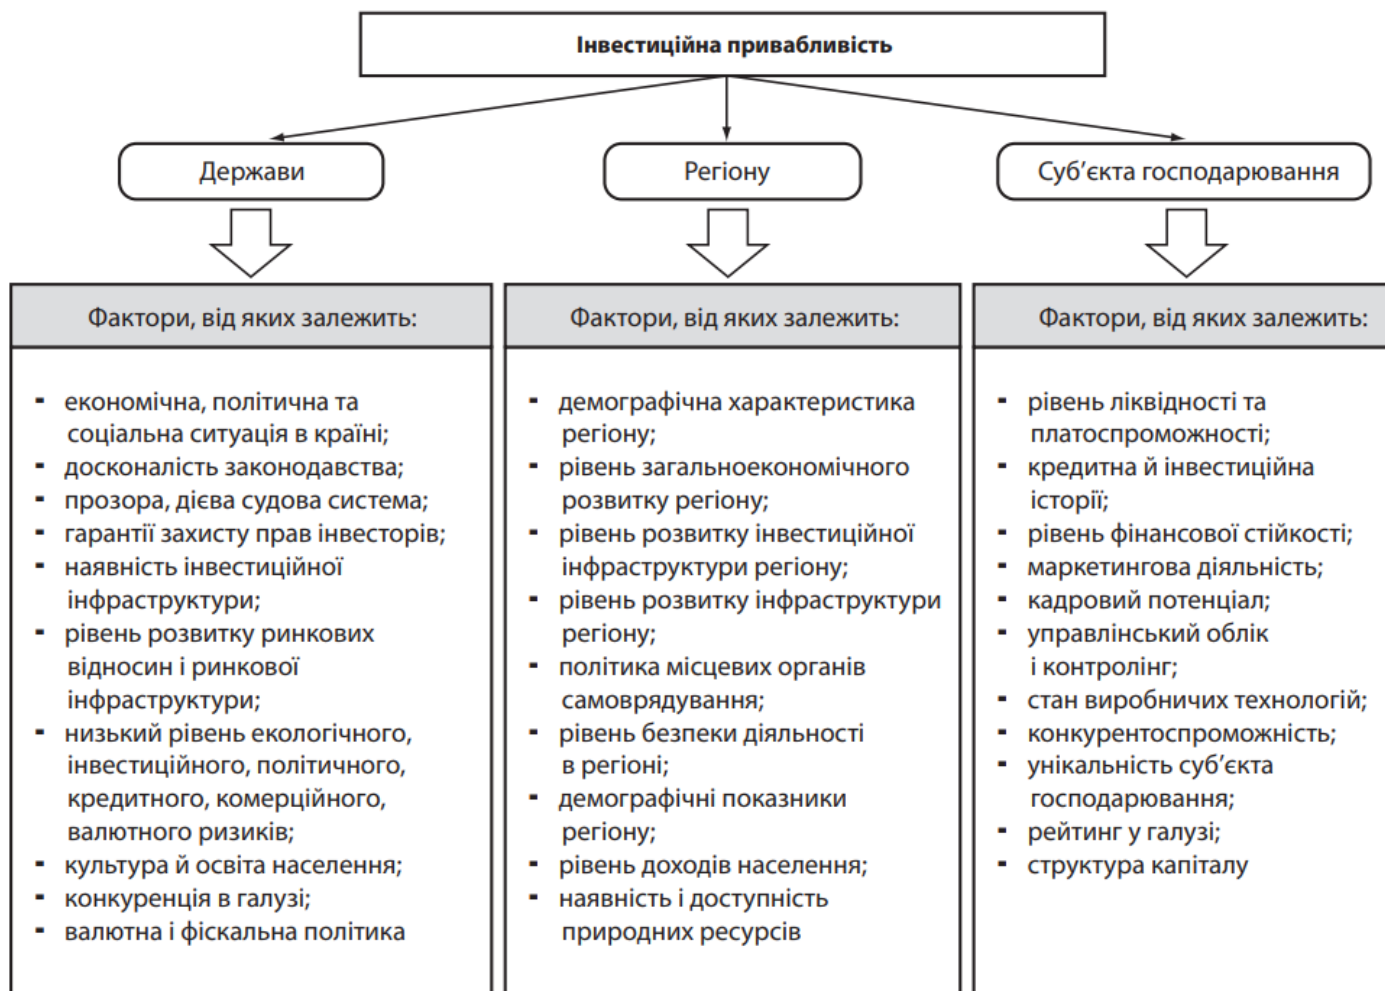 Інвестиційна привабливість
Держави
Регіону
Суб’єкта господарювання
Фактори, від яких залежить:
- економічна, політична та
соціальна ситуація в країні;
- досконалість законодавства;
- прозора, дієва судова система;
- гарантії захисту прав інвесторів;
- наявність інвестиційної
інфраструктури;
- рівень розвитку ринкових
відносин і ринкової
інфраструктури;
- низький рівень екологічного,
інвестиційного, політичного,
кредитного, комерційного,
валютного ризиків;
- культура й освіта населення;
- конкуренція в галузі;
- валютна і фіскальна політика
Фактори, від яких залежить:
- демографічна характеристика
регіону;
- рівень загальноекономічного
розвитку регіону;
- рівень розвитку інвестиційної
інфраструктури регіону;
- рівень розвитку інфраструктури
регіону;
- політика місцевих органів
самоврядування;
- рівень безпеки діяльності
в регіоні;
- демографічні показники
регіону;
- рівень доходів населення;
- наявність і доступність
природних ресурсів
Фактори, від яких залежить:
- рівень ліквідності та
платоспроможності;
- кредитна й інвестиційна
історії;
- рівень фінансової стійкості;
- маркетингова діяльність;
- кадровий потенціал;
- управлінський облік
і контролінг;
- стан виробничих технологій;
- конкурентоспроможність;
- унікальність суб’єкта
господарювання;
- рейтинг у галузі;
- структура капіталу